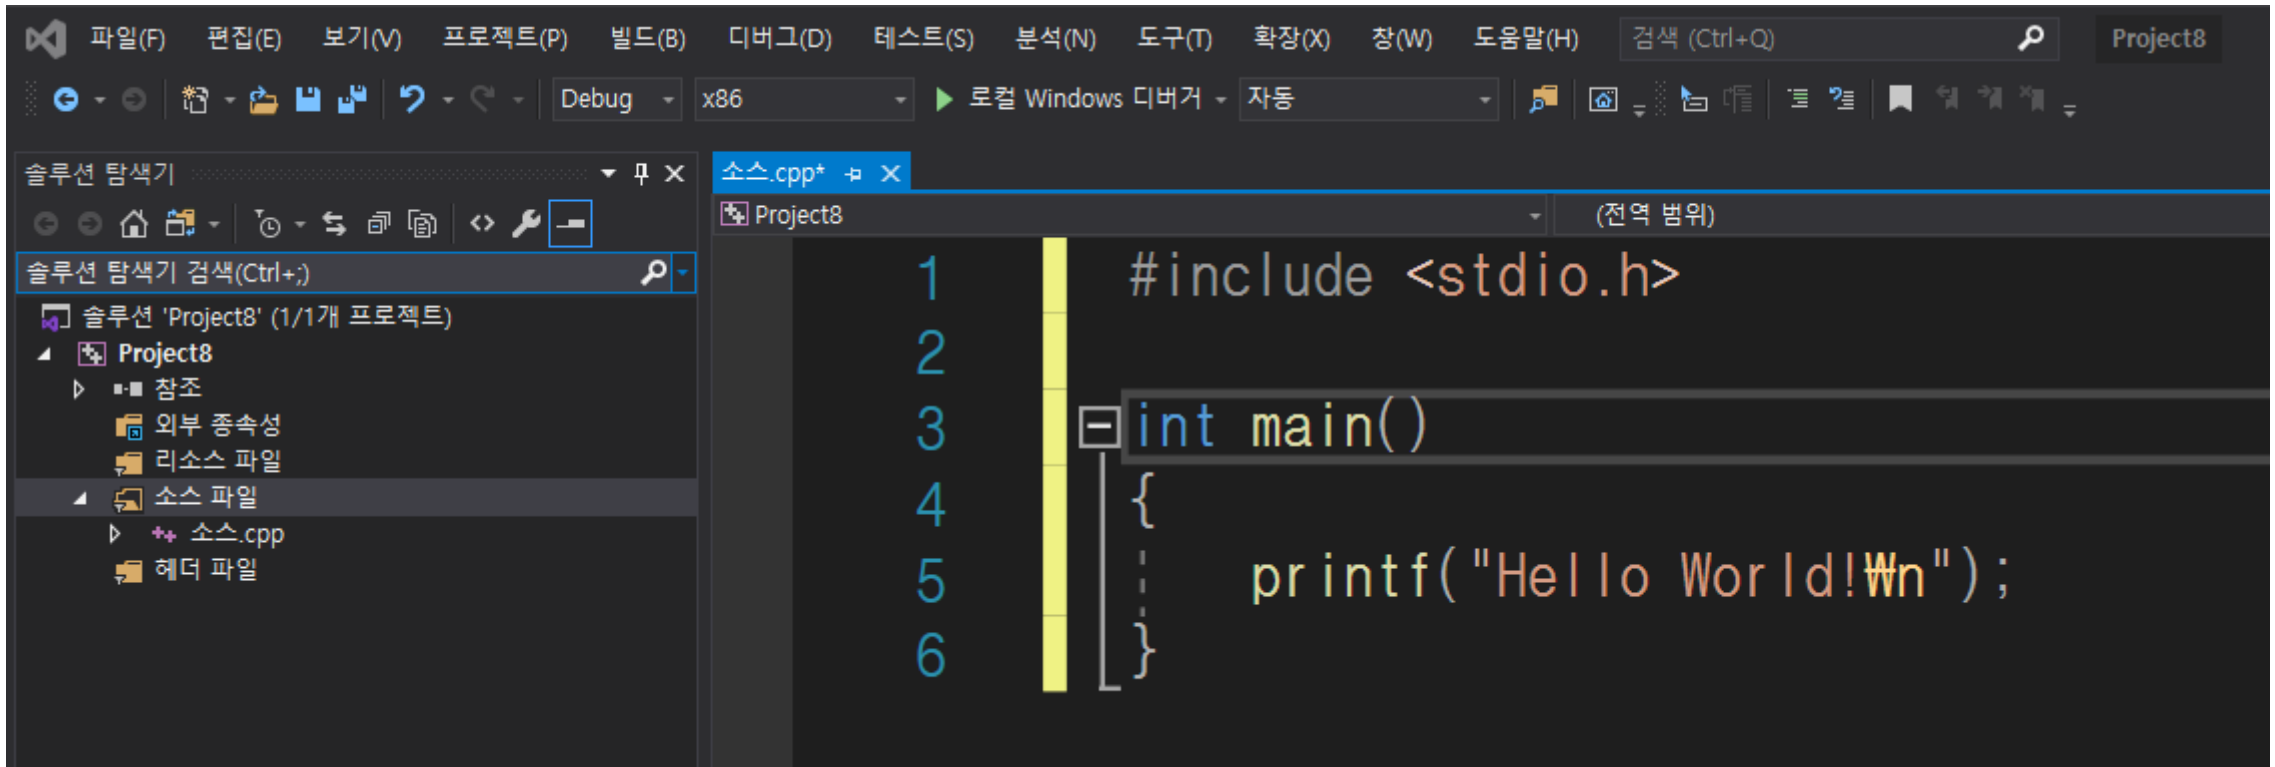 파일(F) 편집(E) 보기(V) 프로젝트(P) 빌드(B) 디버그(D) 테스트(S) 분석(N) 도구(T) 확장(X) 창(W) 도움말(H) 검색 (Ctrl+Q) Project8
Debug x86 로컬 Windows 디버거 자동
솔루션 탐색기
솔루션 탐색기 검색(Ctrl+;)
솔루션 'Project8' (1/1개 프로젝트)
Project8
참조
외부 종속성
리소스 파일
소스 파일
소스.cpp
헤더 파일
소스.cpp*
Project8 (전역 범위)
1 #include <stdio.h>
2
3 int main()
4 {
5 printf("Hello World!₩n");
6 }